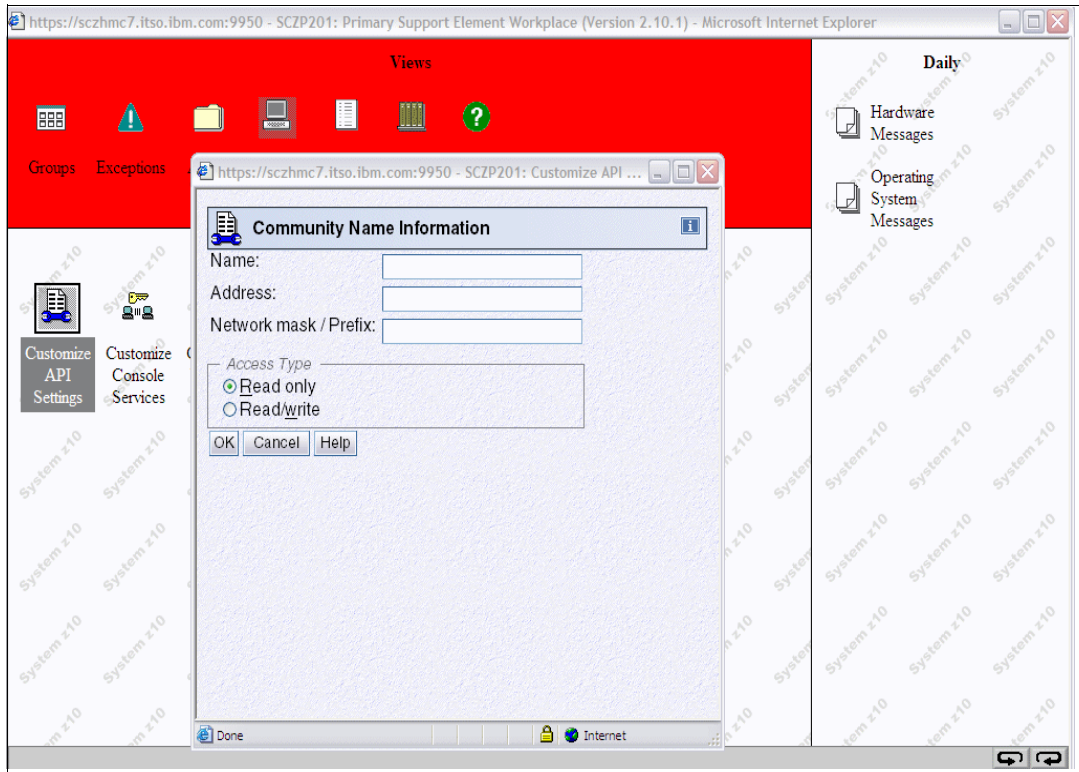 https://sczhmc7.itso.ibm.com:9950 - SCZP201: Primary Support Element Workplace (Version 2.10.1) - Microsoft Internet Explorer
Views
Groups
Exceptions
Daily
Hardware
Messages
Operating
System
Messages
Customize
API
Settings
Customize
Console
Services
https://sczhmc7.itso.ibm.com:9950 - SCZP201: Customize API ...
Community Name Information
Name:
Address:
Network mask / Prefix:
Access Type
Read only
Read/write
OK Cancel Help
Done
Internet
System z10